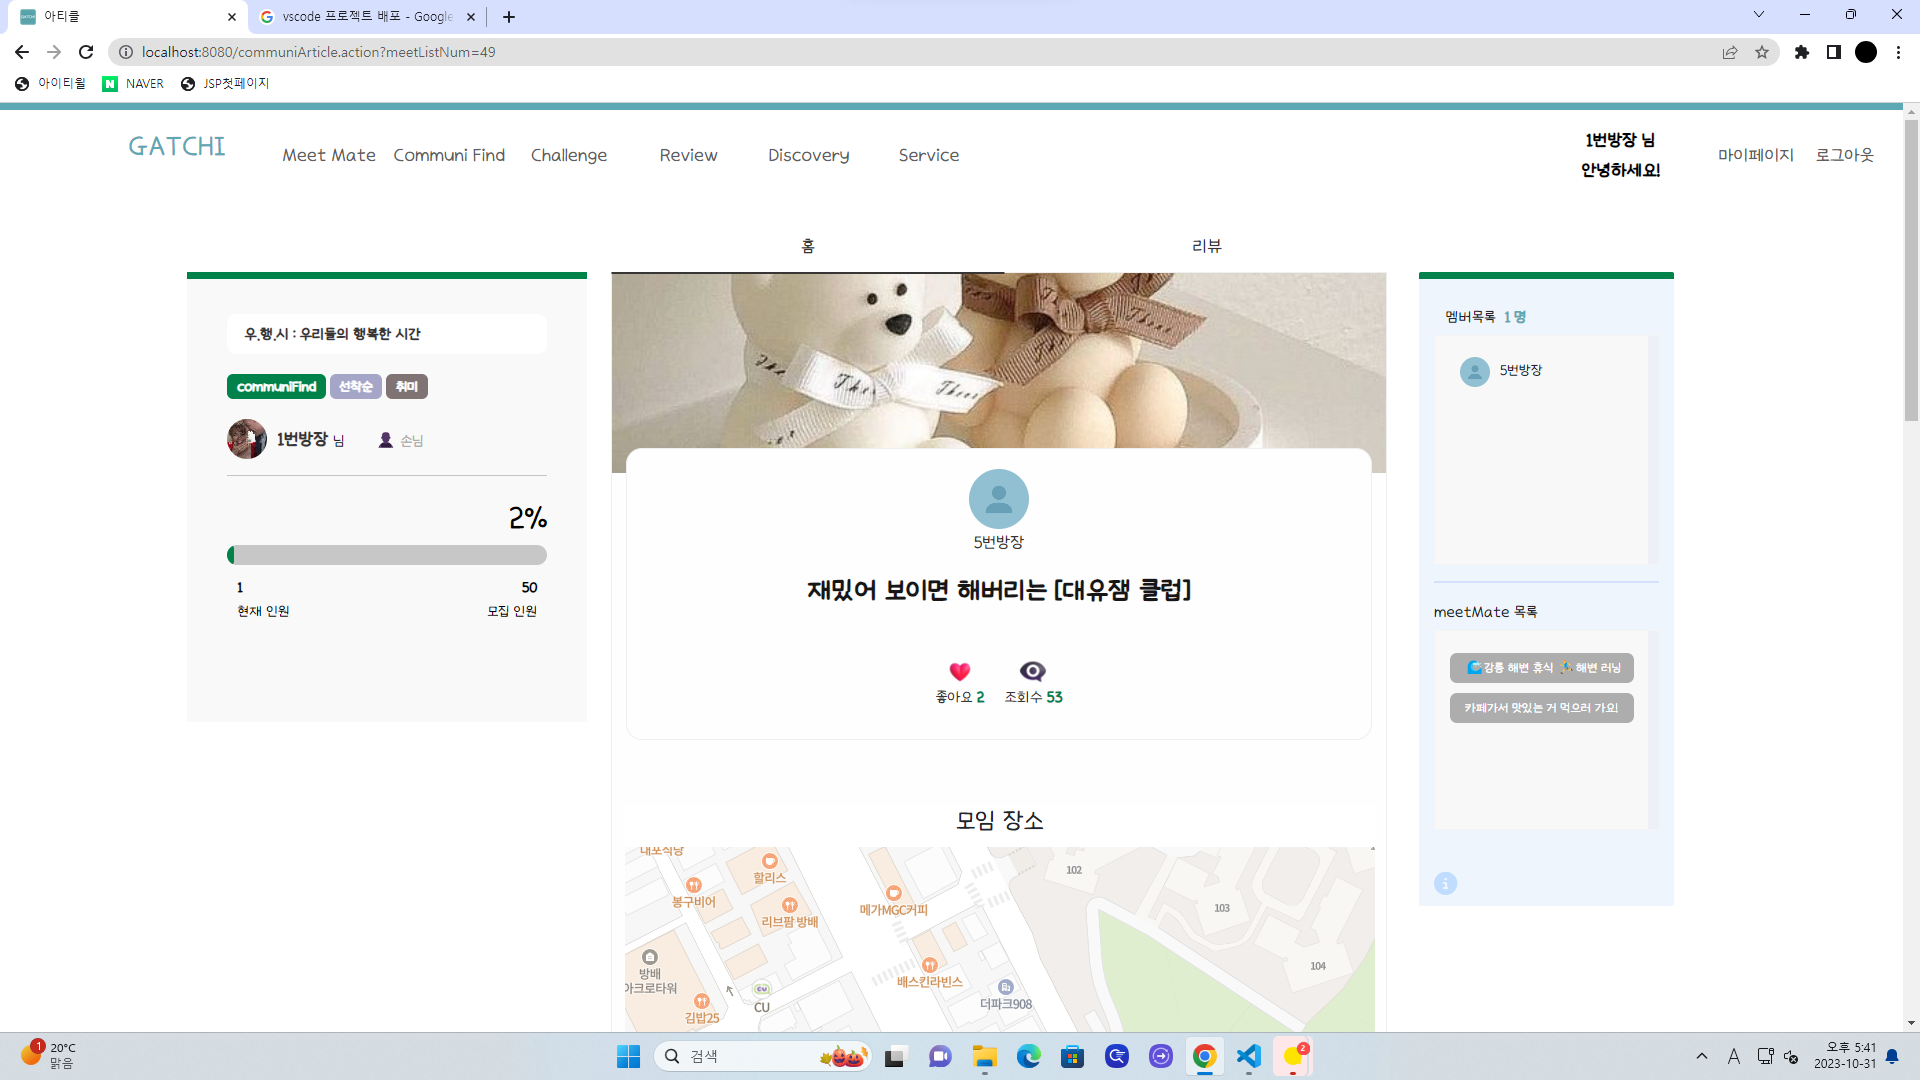 아티클
vscode 프로젝트 배포 - Google
localhost:8080/communiArticle.action?meetListNum=49
아이티윌
NAVER
JSP첫페이지
GATCHI
Meet Mate
Communi Find
Challenge
Review
Discovery
Service
1번방장 님
안녕하세요!
마이페이지
로그아웃
홈
리뷰
우.행.시 : 우리들의 행복한 시간
communiFind
선착순
취미
1번방장 님
손님
2%
1
50
현재 인원
모집 인원
5번방장
재밌어 보이면 해버리는 [대유잼 클럽]
좋아요 2
조회수 53
모임 장소
대포식당
할리스
봉구비어
리브팜 방배
메가MGC커피
방배
아크로타워
CU
김밥25
배스킨라빈스
더파크908
102
103
104
멤버목록 1 명
5번방장
meetMate 목록
강릉 해변 휴식 해변 러닝
카페가서 맛있는 거 먹으러 가요!
1
20°C
맑음
검색
2
A
오후 5:41
2023-10-31